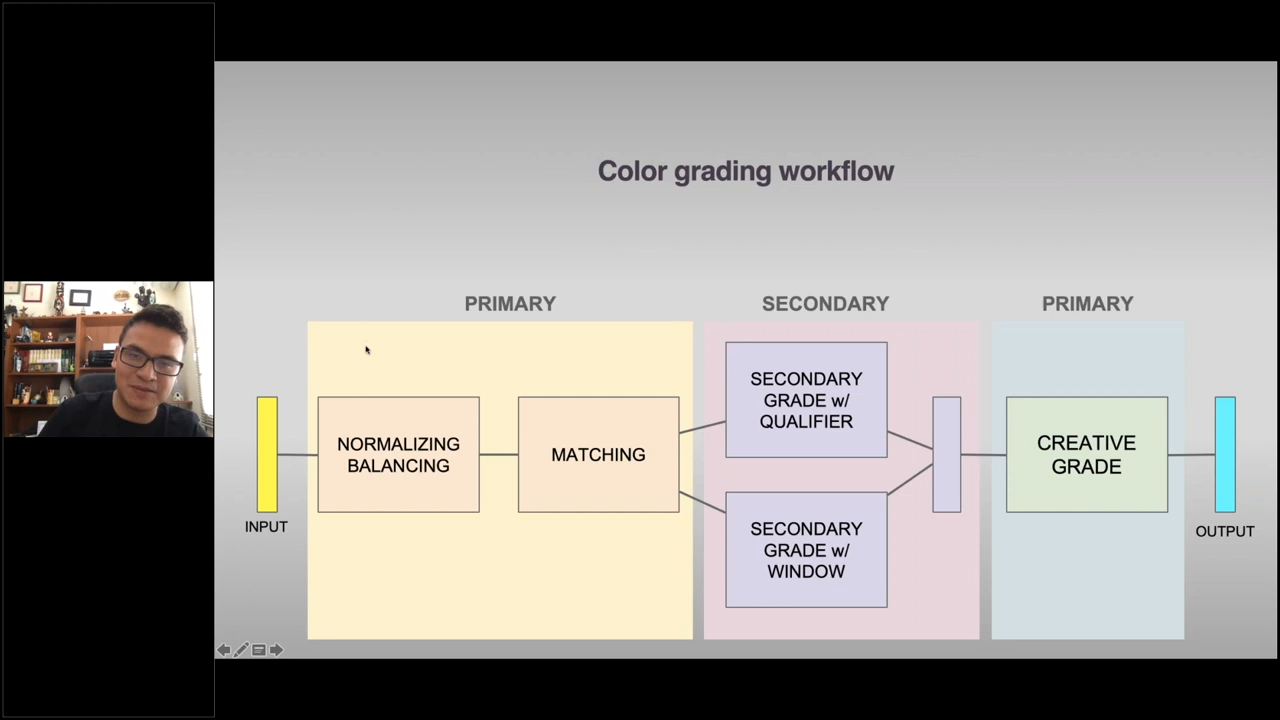 Color grading workflow
PRIMARY
SECONDARY
PRIMARY
INPUT
NORMALIZING
BALANCING
MATCHING
SECONDARY
GRADE w/
QUALIFIER
SECONDARY
GRADE w/
WINDOW
CREATIVE
GRADE
OUTPUT